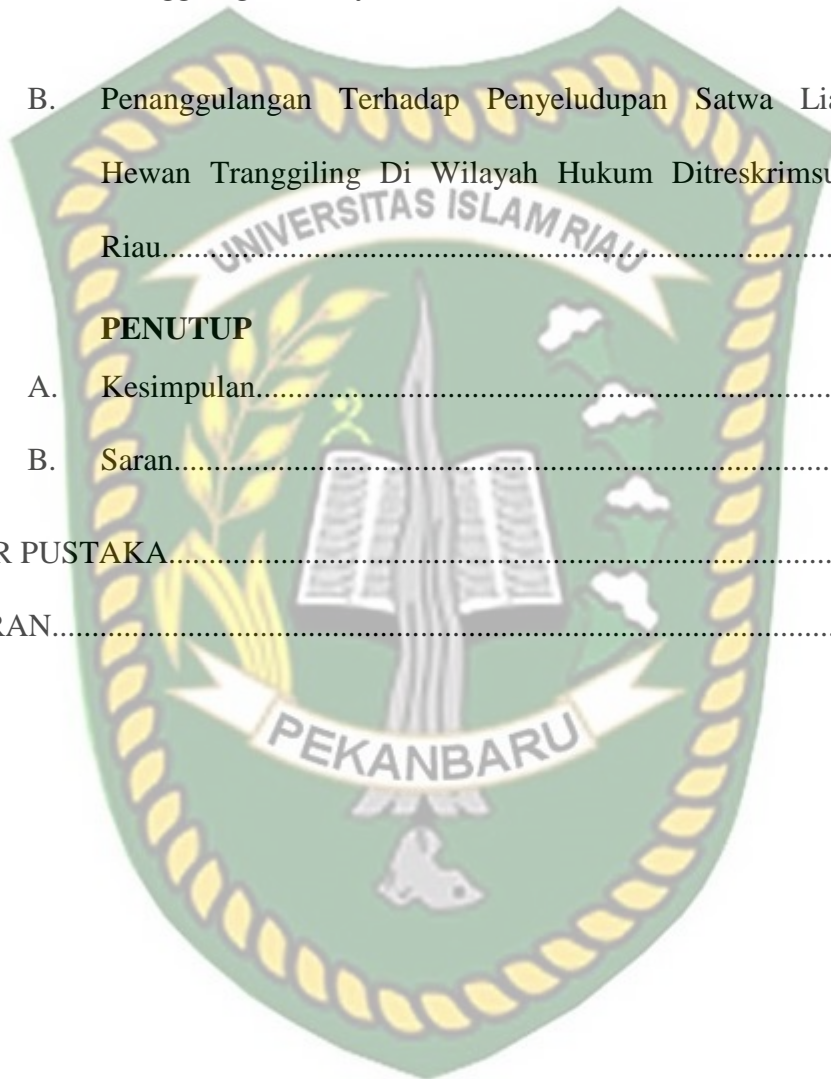 B. Penanggulangan Terhadap Penyeludupan Satwa Lia
Hewan Tranggiling Di Wilayah Hukum Ditreskrimsu
Riau
UNIVERSITAS ISLAM RIAU
PENUTUP
A. Kesimpulan
B. Saran
R PUSTAKA
RAN
PEKANBARU